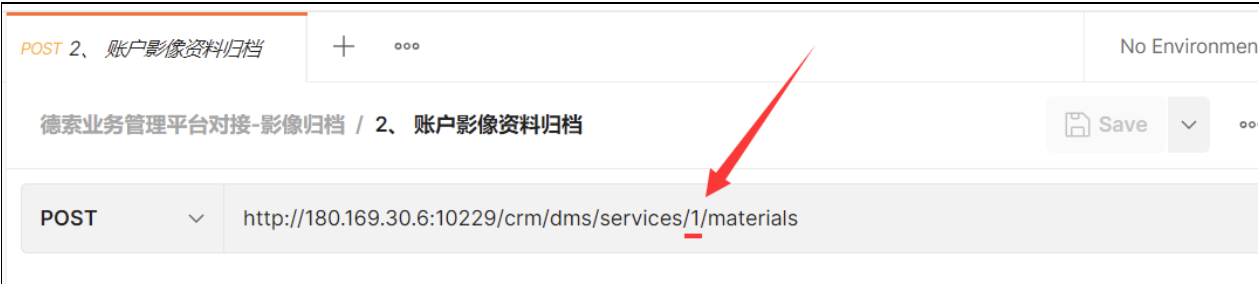 POST 2、 账户影像资料归档
No Environmen
德索业务管理平台对接-影像归档 / 2、 账户影像资料归档
Save
POST
http://180.169.30.6:10229/crm/dms/services/1/materials